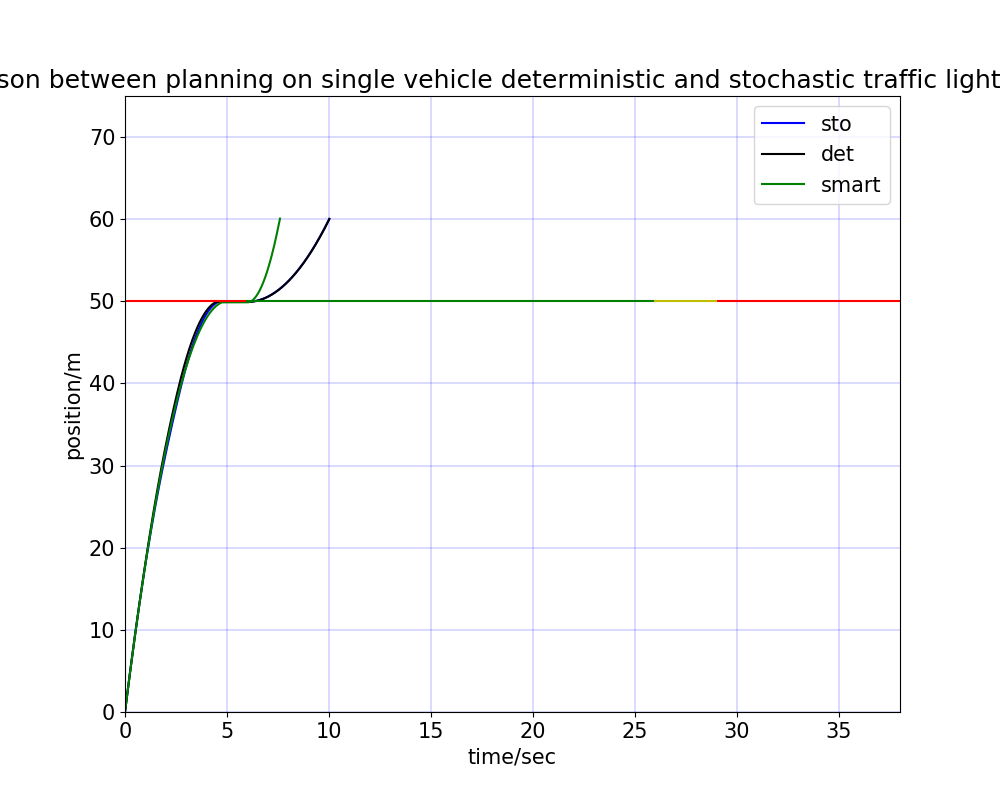 son between planning on single vehicle deterministic and stochastic traffic light
sto
det
smart
70
60
50
40
30
20
10
0
position/m
0 5 10 15 20 25 30 35
time/sec